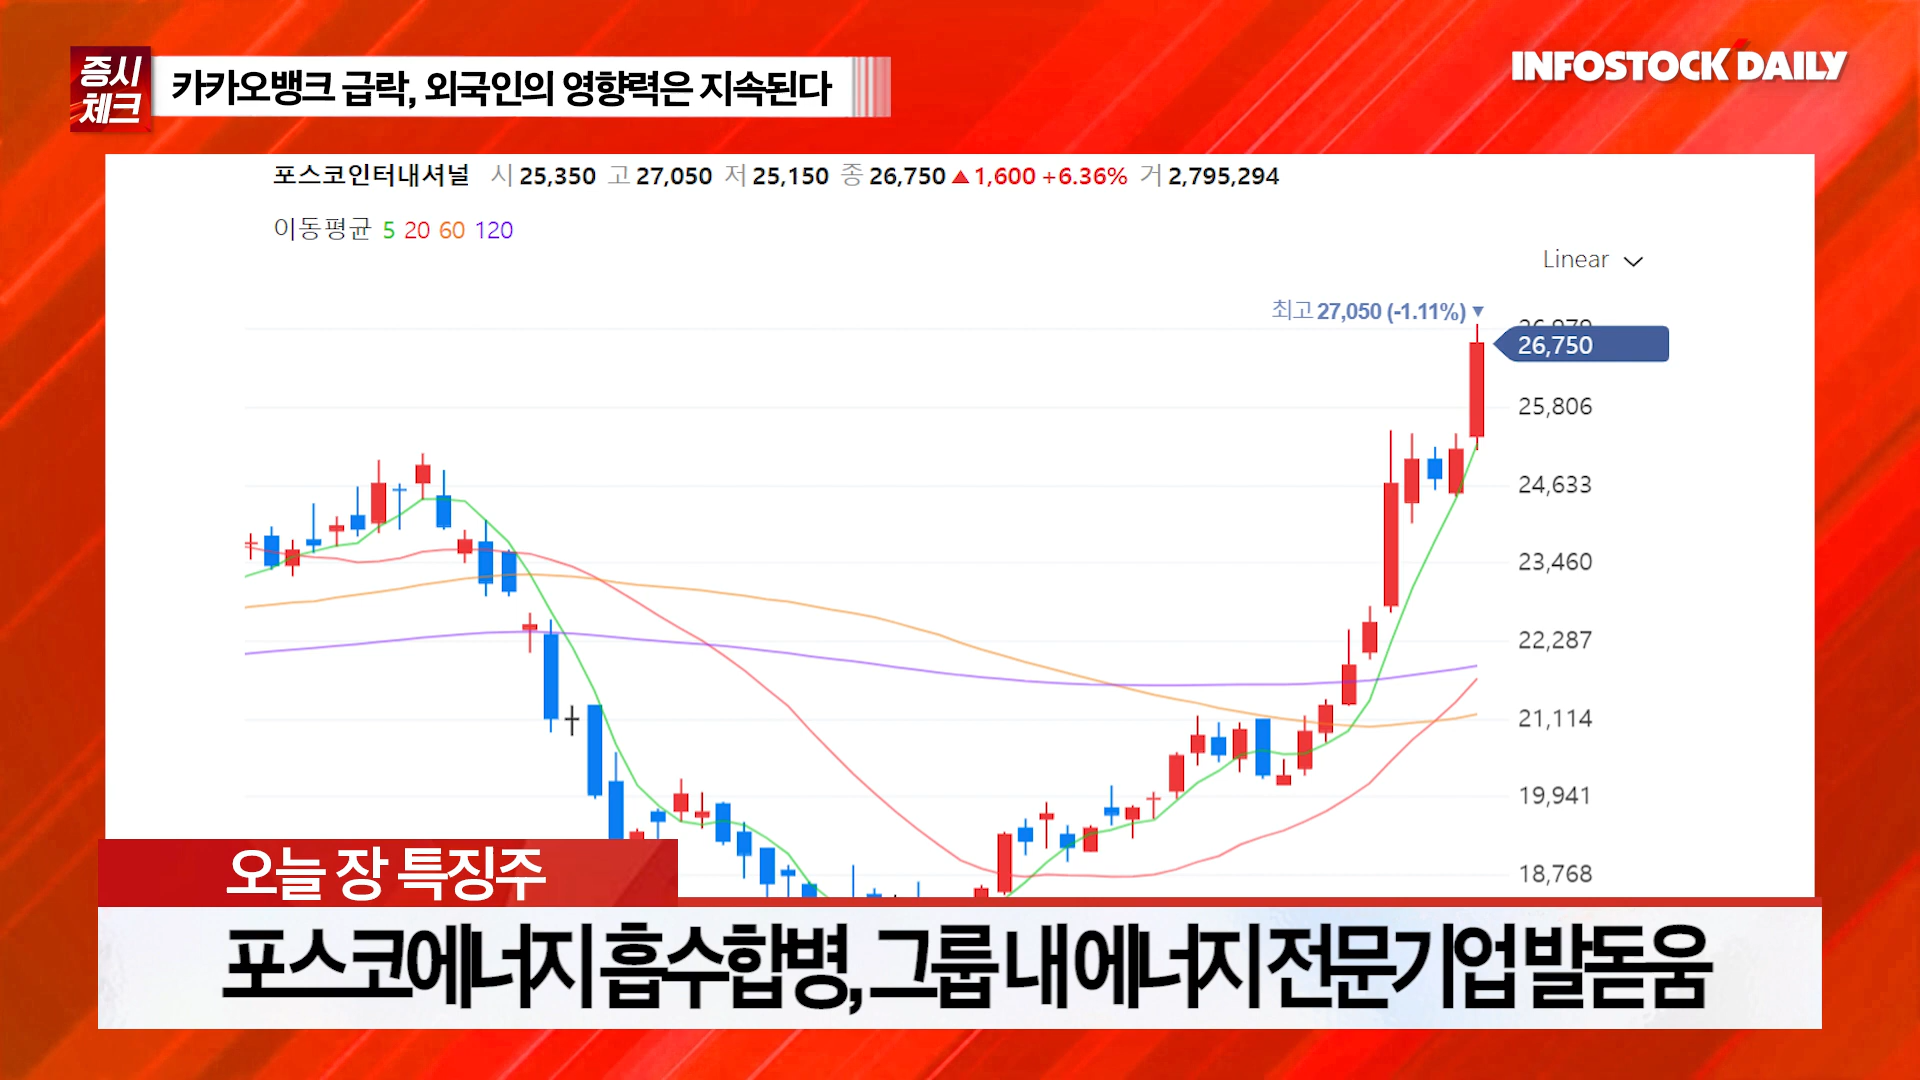 증시
체크
카카오뱅크 급락, 외국인의 영향력은 지속된다
INFOSTOCK DAILY
포스코인터내셔널 시 25,350 고 27,050 저 25,150 종 26,750 ▲1,600 +6.36% 거 2,795,294
이동평균 5 20 60 120
Linear
최고 27,050 (-1.11%) ▼
26,750
25,806
24,633
23,460
22,287
21,114
19,941
18,768
오늘 장 특징주
포스코에너지 흡수합병, 그룹 내 에너지 전문기업 발돋움